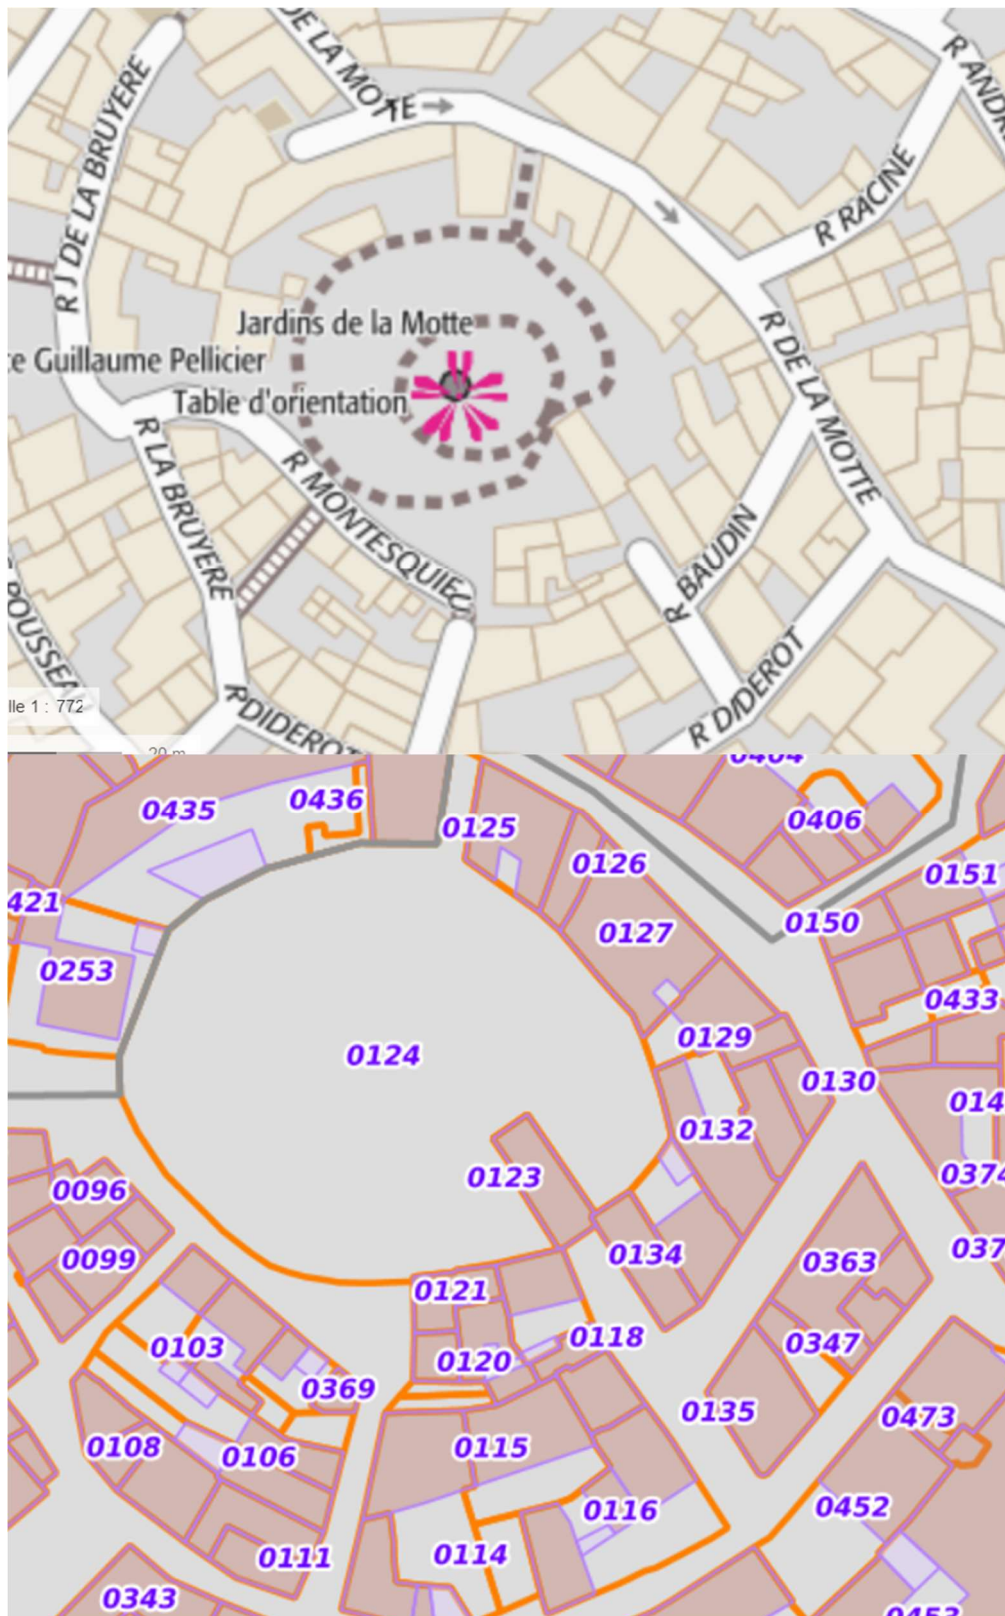 DE LA MOTTE
R J DE LA BRUYERE
R ANDR
R RACINE
Jardins de la Motte
ce Guillaume Pellicier
Table d'orientation
R DE LA MOTTE
R LA BRUYERE
R MONTESQUIEU
R BAUDIN
R DIDEROT
R DIDEROT
lle 1 : 772
20 m
0404
0435
0436
0125
0406
0126
0151
421
0127
0150
0253
0433
0129
0124
0130
014
0132
0123
0374
0096
0134
0363
037
0099
0121
0118
0347
0103
0120
0369
0135
0473
0108
0106
0115
0116
0452
0114
0111
0343
0453